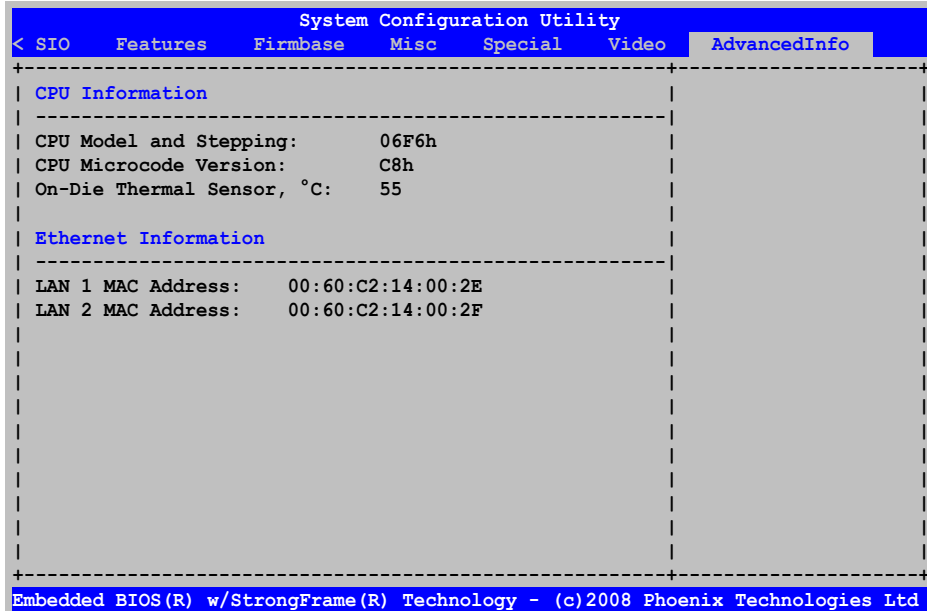 System Configuration Utility
< SIO Features Firmbase Misc Special Video AdvancedInfo
CPU Information
CPU Model and Stepping: 06F6h
CPU Microcode Version: C8h
On-Die Thermal Sensor, °C: 55
Ethernet Information
LAN 1 MAC Address: 00:60:C2:14:00:2E
LAN 2 MAC Address: 00:60:C2:14:00:2F
Embedded BIOS(R) w/StrongFrame(R) Technology - (c)2008 Phoenix Technologies Ltd